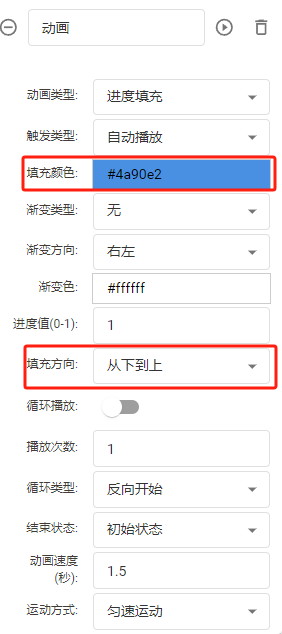 动画
动画类型: 进度填充
触发类型: 自动播放
填充颜色: #4a90e2
渐变类型: 无
渐变方向: 右左
渐变色: #ffffff
进度值(0-1): 1
填充方向: 从下到上
循环播放:
播放次数: 1
循环类型: 反向开始
结束状态: 初始状态
动画速度
(秒): 1.5
运动方式: 匀速运动